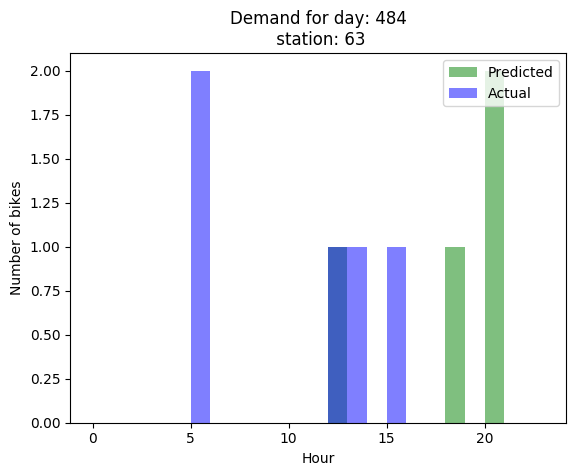 Demand for day: 484
station: 63
Predicted
Actual
2.00
1.75
1.50
1.25
1.00
0.75
0.50
0.25
0.00
Number of bikes
0 5 10 15 20
Hour